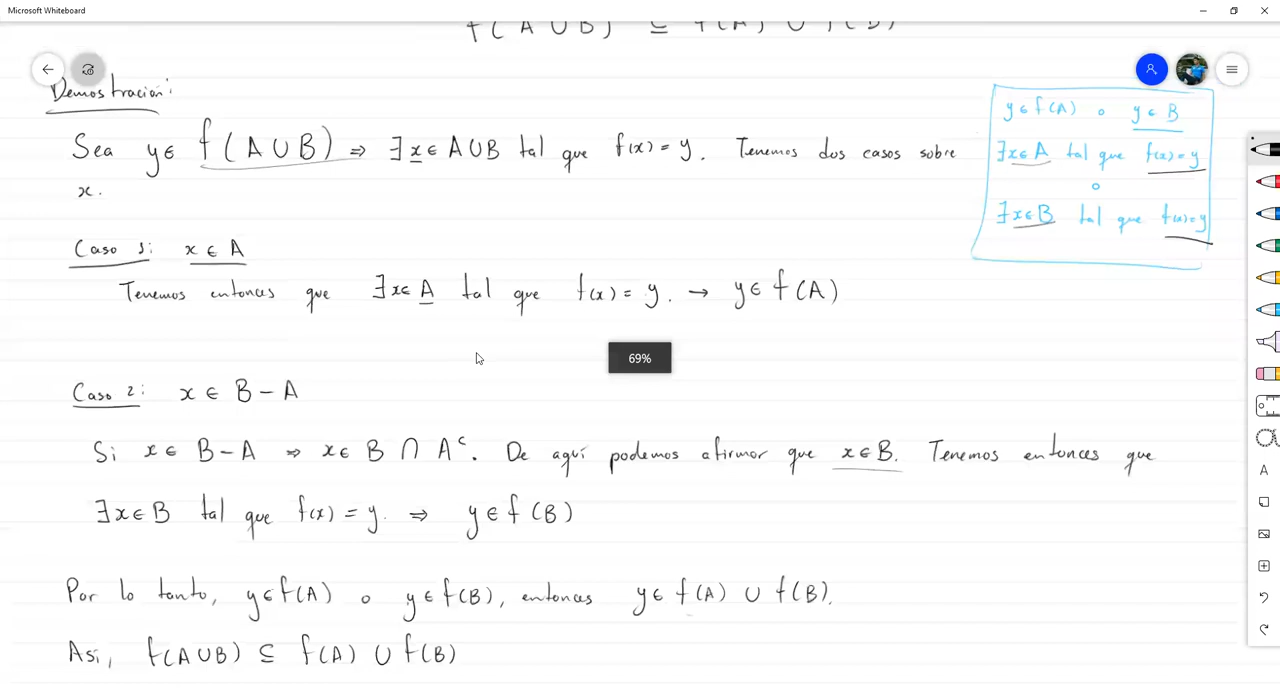 Microsoft Whiteboard
f(A∪B) ⊆ f(A) ∪ f(B)
Demostración:
y∈f(A) o y∈B
Sea y∈ f(A∪B) ⇒ ∃x∈A∪B tal que f(x)=y. Tenemos dos casos sobre
∃x∈A tal que f(x)=y
x.
o
∃x∈B tal que f(x)=y
Caso 1: x∈A
Tenemos entonces que ∃x∈A tal que f(x)=y. → y∈f(A)
69%
Caso 2: x∈B-A
Si x∈B-A ⇒ x∈B∩Aᶜ. De aquí podemos afirmar que x∈B. Tenemos entonces que
∃x∈B tal que f(x)=y. ⇒ y∈f(B)
Por lo tanto, y∈f(A) o y∈f(B), entonces y∈f(A)∪f(B).
Asi, f(A∪B) ⊆ f(A)∪f(B)